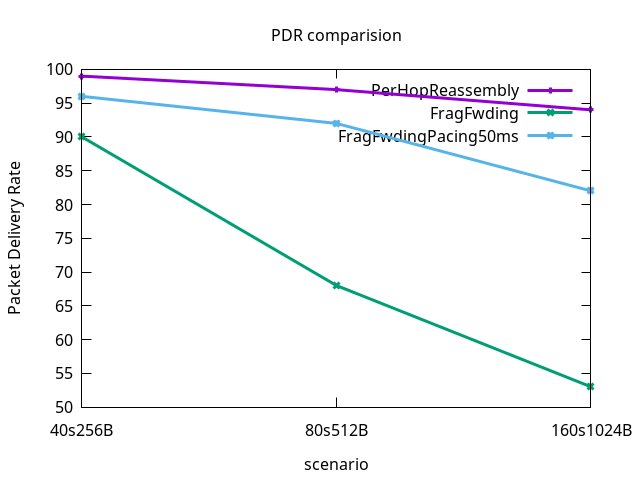 PDR comparision
100
95
90
85
80
75
70
65
60
55
50
Packet Delivery Rate
PerHopReassembly
FragFwding
FragFwdingPacing50ms
40s256B
80s512B
160s1024B
scenario